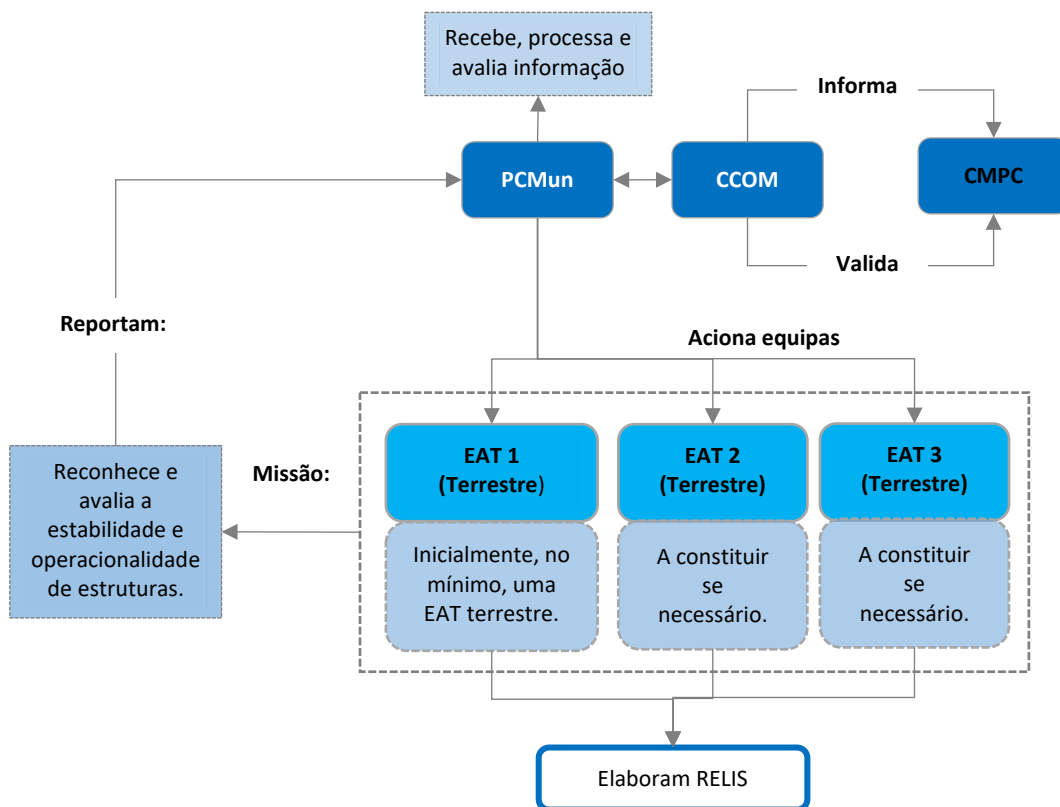 Recebe, processa e
avalia informação
Informa
PCMun
CCOM
CMPC
Valida
Reportam:
Aciona equipas
Reconhece e
avalia a
estabilidade e
operacionalidade
de estruturas.
Missão:
EAT 1
(Terrestre)
EAT 2
(Terrestre)
EAT 3
(Terrestre)
Inicialmente, no
mínimo, uma
EAT terrestre.
A constituir
se
necessário.
A constituir
se
necessário.
Elaboram RELIS